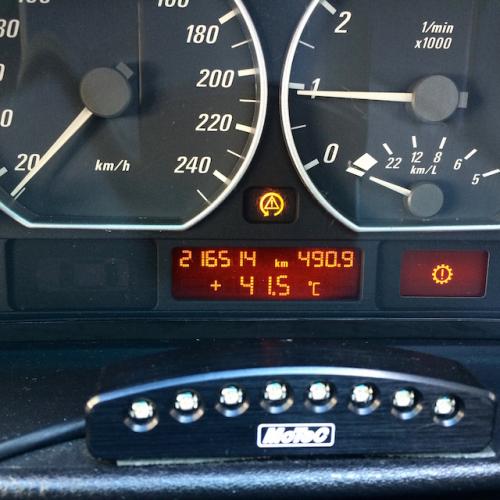 180
200
220
240
20
km/h
2
1
0
1/min
x1000
22 12 8 6 5
km/L
216514 km 490.9
+ 41.5 °C
MoTeC